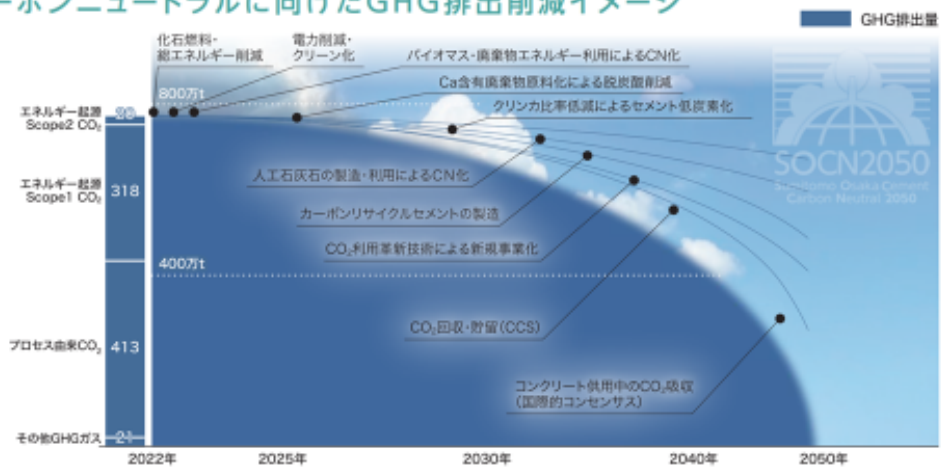 ーボンニュートラルに向けたGHG排出削減イメージ
GHG排出量
化石燃料・
総エネルギー削減
電力削減・
クリーン化
バイオマス・廃棄物エネルギー利用によるCN化
Ca含有廃棄物原料化による脱炭酸削減
クリンカ比率低減によるセメント低炭素化
800万t
エネルギー起源
Scope2 CO₂
エネルギー起源
Scope1 CO₂
318
人工石灰石の製造・利用によるCN化
カーボンリサイクルセメントの製造
CO₂利用革新技術による新規事業化
SOCN2050
Sumitomo Osaka Cement
Carbon Neutral 2050
400万t
CO₂回収・貯留(CCS)
プロセス由来CO₂
413
コンクリート供用中のCO₂吸収
(国際的コンセンサス)
その他GHGガス
21
2022年
2025年
2030年
2040年
2050年